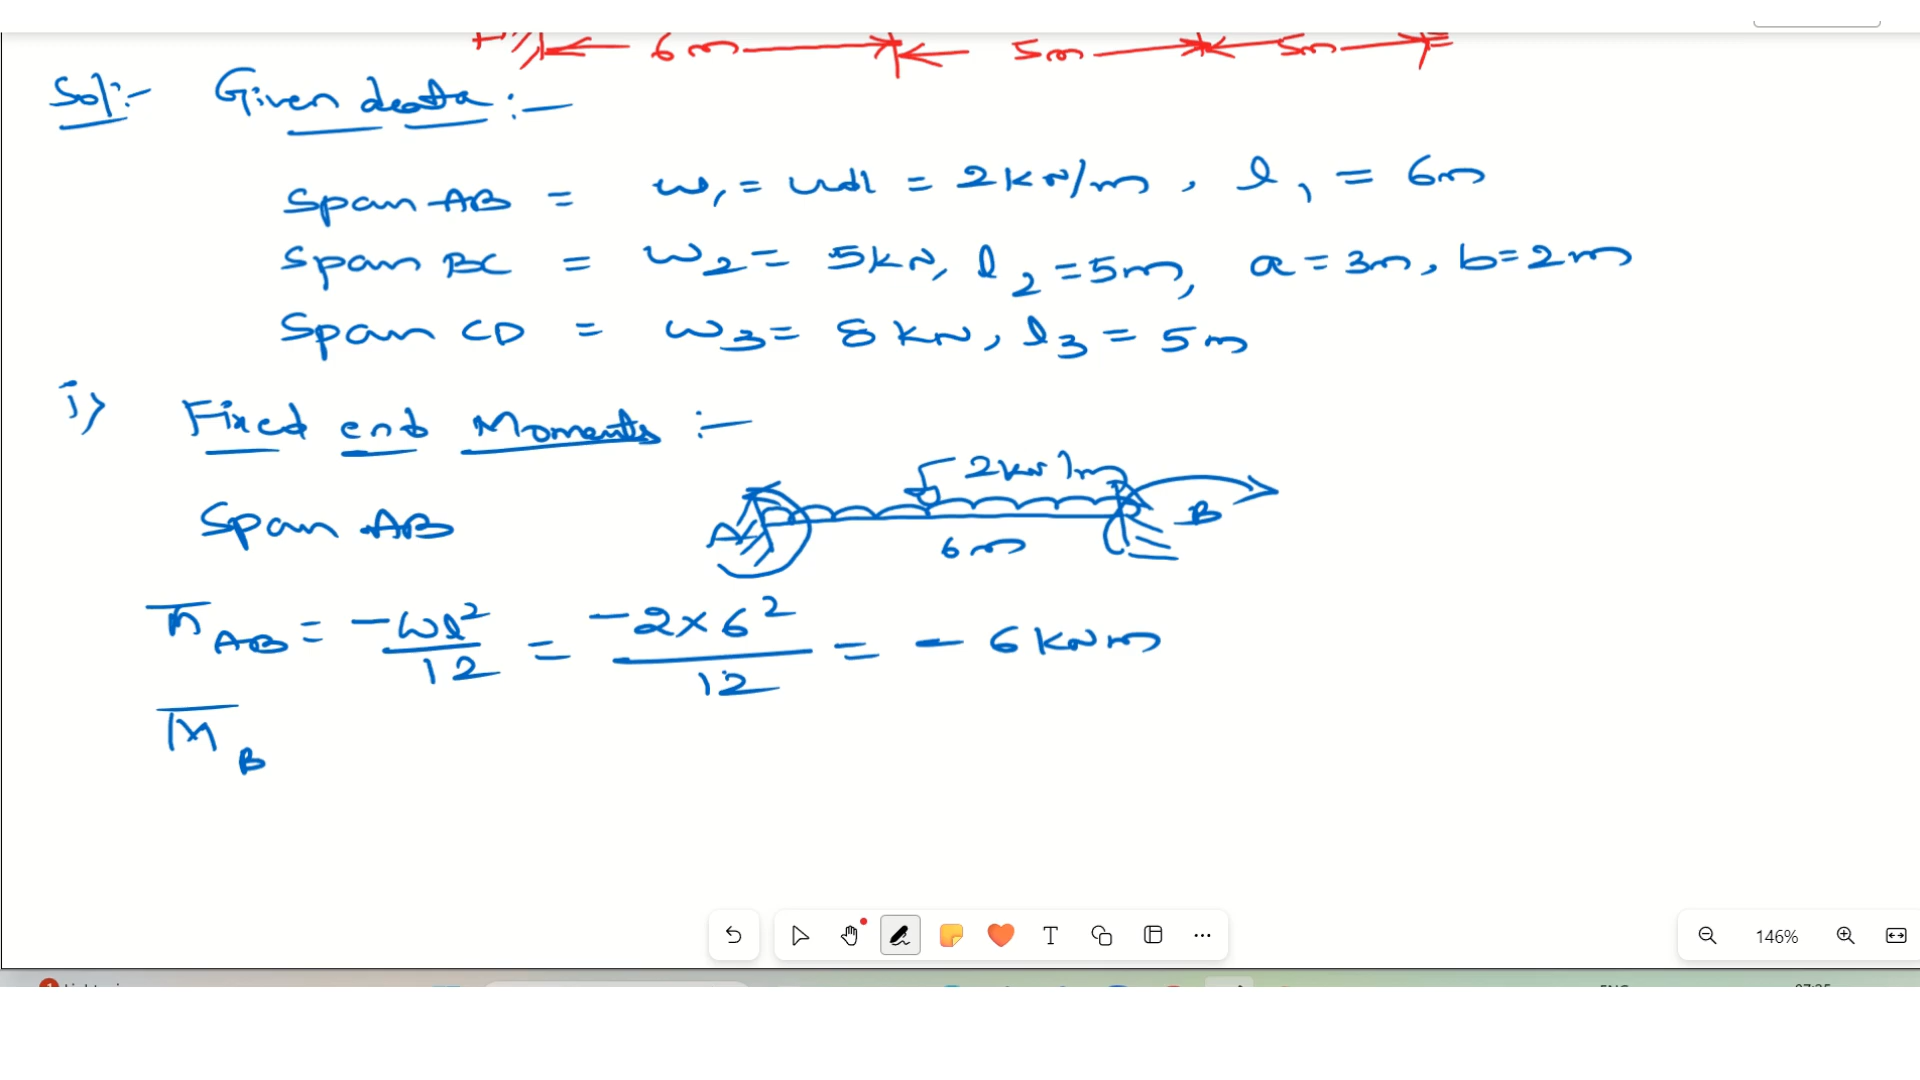 6m 5m 5m
Sol:- Given data:-
Span AB = w₁ = udl = 2kN/m, l₁ = 6m
Span BC = w₂ = 5kN, l₂ = 5m, a = 3m, b = 2m
Span CD = w₃ = 8kN, l₃ = 5m
i) Fixed end Moments :-
2kN/m
Span AB A B
6m
M̅ AB = -wl²/12 = -2×6²/12 = -6kNm
M̅ B
146%
ENG